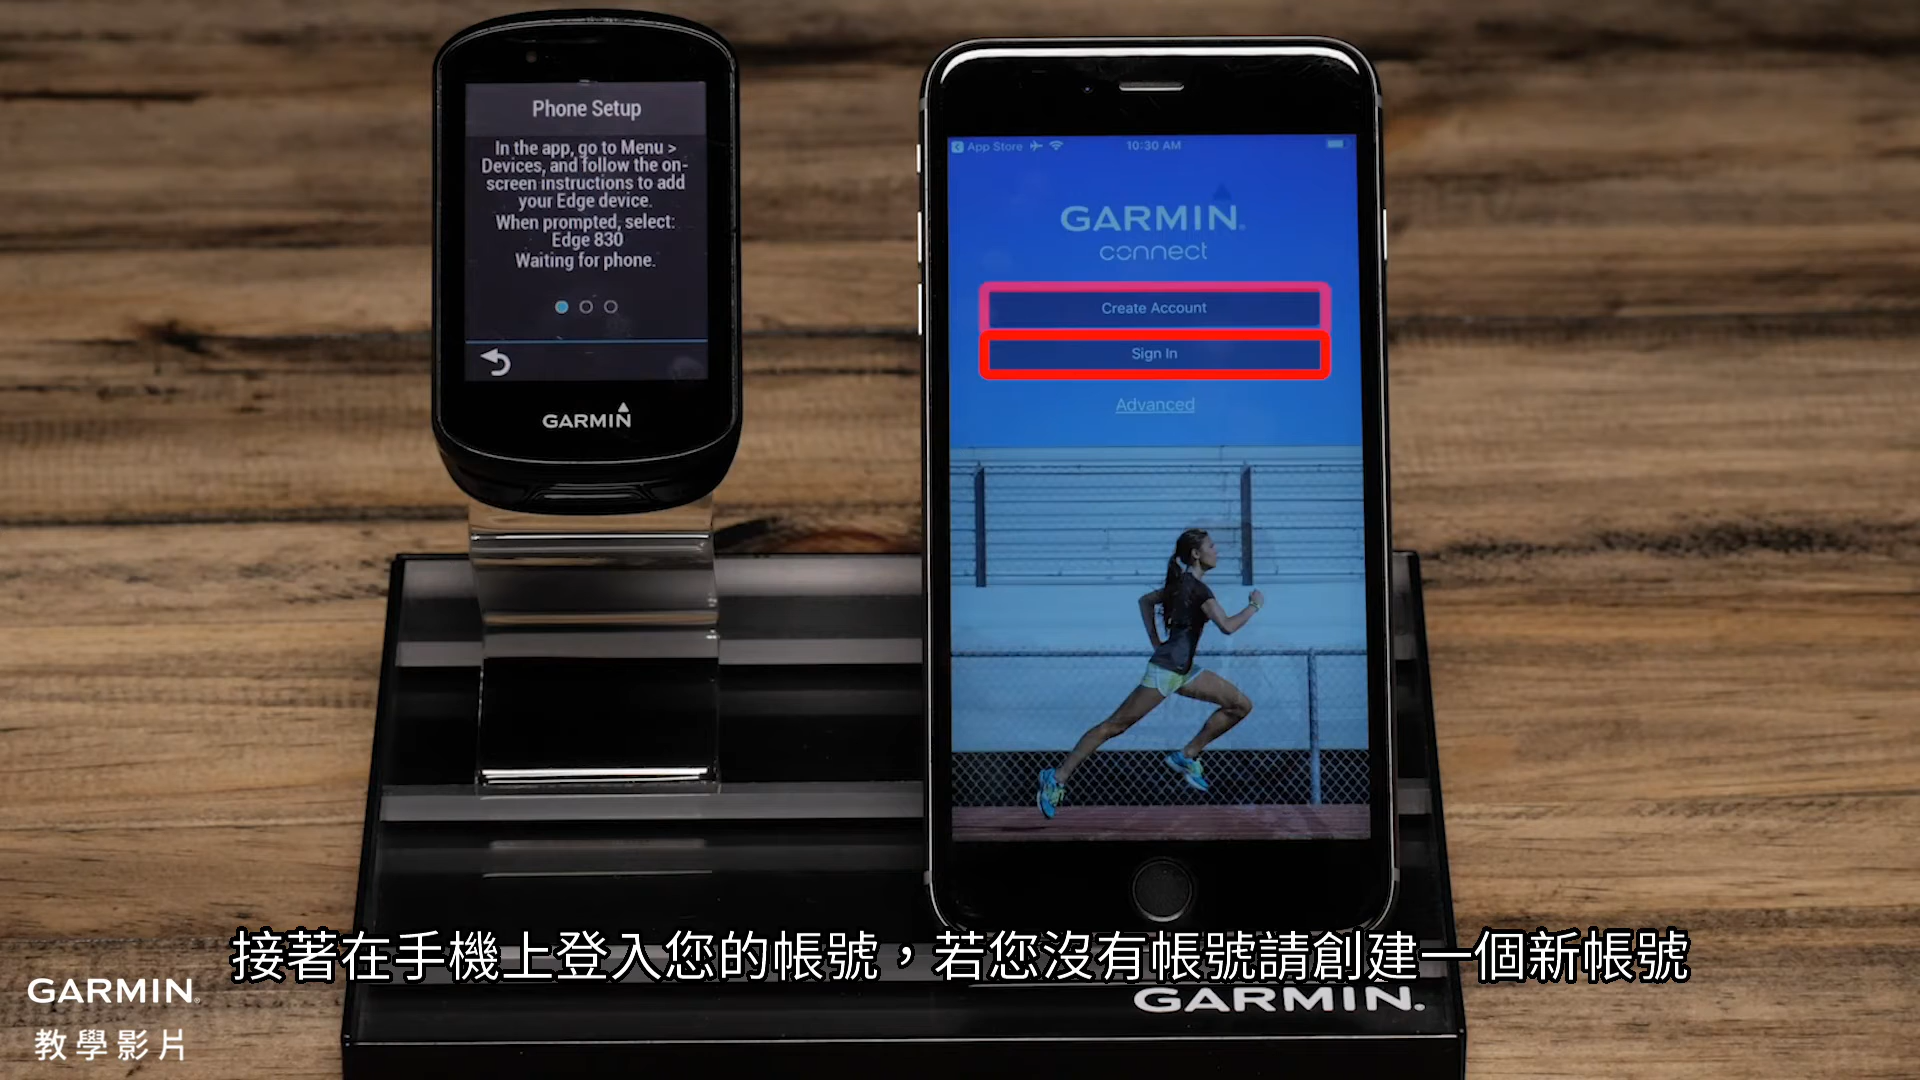 Phone Setup
In the app, go to Menu >
Devices, and follow the on-
screen instructions to add
your Edge device.
When prompted, select:
Edge 830
Waiting for phone.
GARMIN
App Store
10:30 AM
GARMIN.
connect
Create Account
Sign In
Advanced
接著在手機上登入您的帳號，若您沒有帳號請創建一個新帳號
GARMIN.
GARMIN.
教學影片